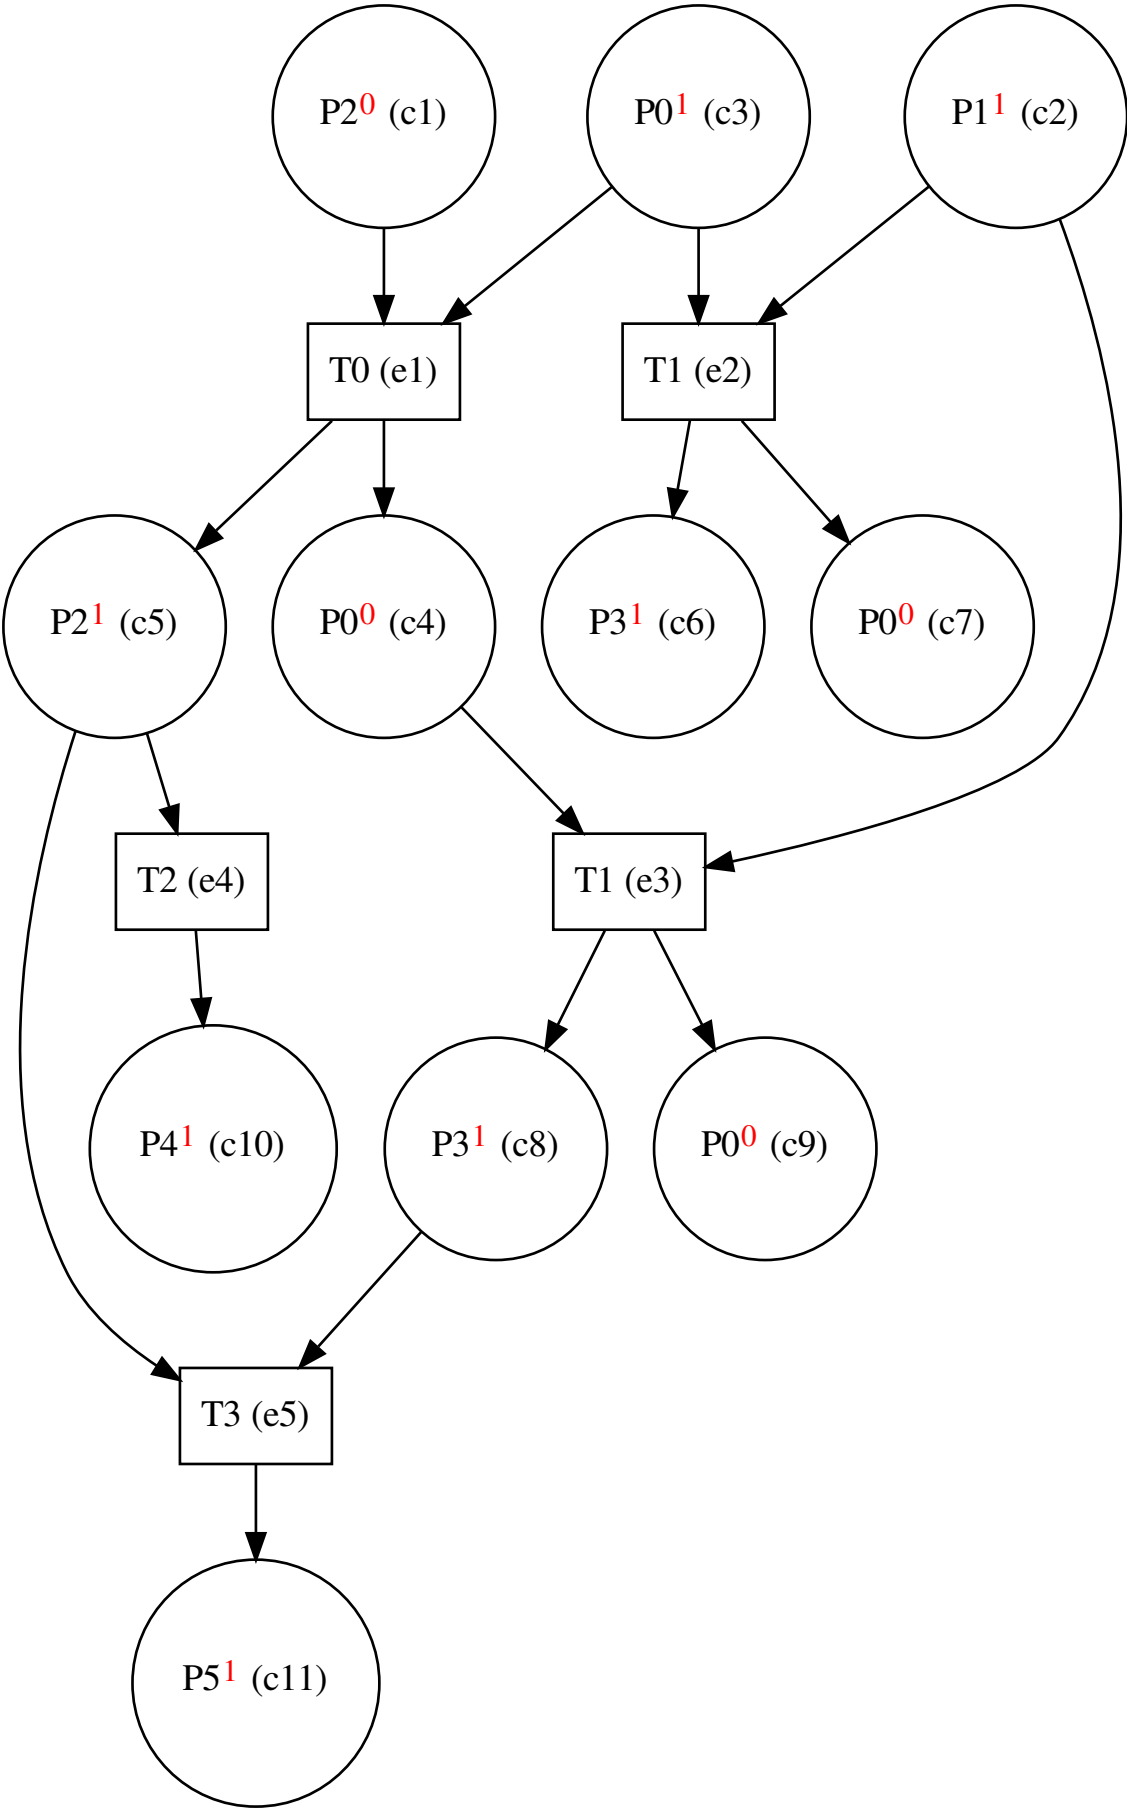 P2⁰ (c1)
P0¹ (c3)
P1¹ (c2)
T0 (e1)
T1 (e2)
P2¹ (c5)
P0⁰ (c4)
P3¹ (c6)
P0⁰ (c7)
T2 (e4)
T1 (e3)
P4¹ (c10)
P3¹ (c8)
P0⁰ (c9)
T3 (e5)
P5¹ (c11)